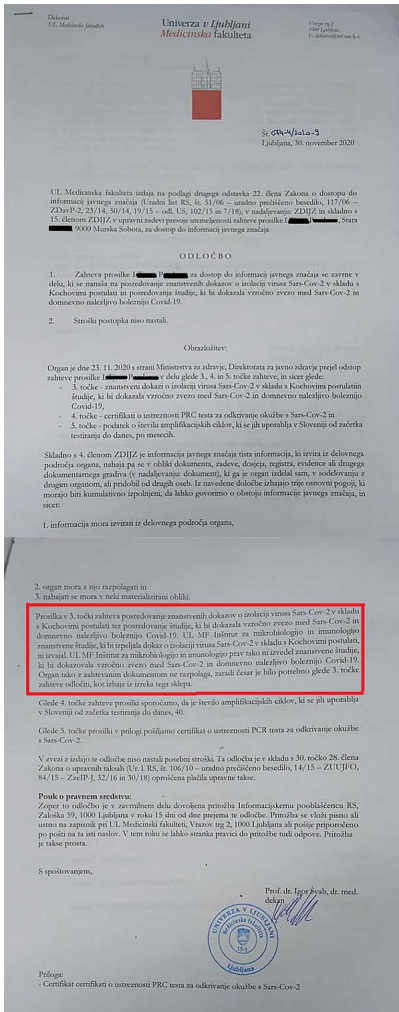 Dekanat
UL Medicinska fakulteta
Univerza v Ljubljani
Medicinska fakulteta
Vrazov trg 2
1000 Ljubljana
Št. 044-4/2020-9
Ljubljana, 30. november 2020
UL Medicinska fakulteta izdaja na podlagi drugega odstavka 22. člena Zakona o dostopu do
informacij javnega značaja (Uradni list RS, št. 51/06 – uradno prečiščeno besedilo, 117/06 –
ZDavP-2, 23/14, 50/14, 19/15 – odl. US, 102/15 in 7/18), v nadaljevanju: ZDIJZ in skladno s
15. členom ZDIJZ v upravni zadevi presoje utemeljenosti zahteve prosilke I P, Stara
, 9000 Murska Sobota, za dostop do informacij javnega značaja
ODLOČBO
1. Zahteva prosilke I P za dostop do informacij javnega značaja se zavrne v
delu, ki se nanaša na posredovanje znanstvenih dokazov o izolaciji virusa Sars-Cov-2 v skladu s
Kochovimi postulati in posredovanje študije, ki bi dokazala vzročno zvezo med Sars-Cov-2 in
domnevno nalezljivo boleznijo Covid-19.
2. Stroški postopka niso nastali.
Obrazložitev:
Organ je dne 23. 11. 2020 s strani Ministrstva za zdravje, Direktorata za javno zdravje prejel odstop
zahteve prosilke I P v delu glede 3., 4. in 5. točke zahteve, in sicer glede:
- 3. točke - znanstveni dokazi o izolaciji virusa Sars-Cov-2 v skladu s Kochovimi postulatiin
študije, ki bi dokazala vzročno zvezo med Sars-Cov-2 in domnevno nalezljivo boleznijo
Covid-19,
- 4. točke - certifikati o ustreznosti PRC testa za odkrivanje okužbe s Sars-Cov-2 in
- 5. točke - podatek o številu amplifikacijskih ciklov, ki se jih uporablja v Sloveniji od začetka
testiranja do danes, po mesecih.
Skladno s 4. členom ZDIJZ je informacija javnega značaja tista informacija, ki izvira iz delovnega
področja organa, nahaja pa se v obliki dokumenta, zadeve, dosjeja, registra, evidence ali drugega
dokumentarnega gradiva (v nadaljevanju: dokument), ki ga je organ izdelal sam, v sodelovanju z
drugim organom, ali pridobil od drugih oseb. Iz navedene določbe izhajajo trije osnovni pogoji, ki
morajo biti kumulativno izpolnjeni, da lahko govorimo o obstoju informacije javnega značaja, in
sicer:
1. informacija mora izvirati iz delovnega področja organa,
2. organ mora z njo razpolagati in
3. nahajati se mora v neki materializirani obliki.
Prosilka v 3. točki zahteva posredovanje znanstvenih dokazov o izolaciji virusa Sars-Cov-2 v skladu
s Kochovimi postulati ter posredovanje študije, ki bi dokazala vzročno zvezo med Sars-Cov-2 in
domnevno nalezljivo boleznijo Covid-19. UL MF Inštitut za mikrobiologijo in imunologijo
znanstvene študije, ki bi izpeljala dokaz o izolaciji virusa Sars-Cov-2 v skladu s Kochovimi postulati,
ni izvajal. UL MF Inštitut za mikrobiologijo in imunologijo prav tako ni izvedel znanstvene študije,
ki bi dokazovala vzročno zvezo med Sars-Cov-2 in domnevno nalezljivo boleznijo Covid-19.
Organ tako z zahtevanim dokumentom ne razpolaga, zaradi česar je bilo potrebno glede 3. točke
zahteve odločiti, kot izhaja iz izreka tega sklepa.
Glede 4. točke zahteve prosilki sporočamo, da je število amplifikacijskih ciklov, ki se jih uporablja
v Sloveniji od začetka testiranja do danes, 40.
Glede 5. točke prosilki v prilogi pošiljamo certifikat o ustreznosti PCR testa za odkrivanje okužbe
s Sars-Cov-2.
V zvezi z izdajo te odločbe niso nastali posebni stroški. Ta odločba je v skladu s 30. točko 28. člena
Zakona o upravnih taksah (Ur. l. RS, št. 106/10 – uradno prečiščeno besedilo, 14/15 – ZUUJFO,
84/15 – ZZelP-J, 32/16 in 30/18) oproščena plačila upravne takse.
Pouk o pravnem sredstvu:
Zoper to odločbo je v zavrnilnem delu dovoljena pritožba Informacijskemu pooblaščencu RS,
Zaloška 59, 1000 Ljubljana v roku 15 dni od dne prejema te odločbe. Pritožba se vloži pisno ali
ustno na zapisnik pri UL Medicinski fakulteti, Vrazov trg 2, 1000 Ljubljana ali pošlje priporočeno
po pošti na ta isti naslov. V tem roku se lahko stranka pravici do pritožbe tudi odpove. Pritožba
je takse prosta.
S spoštovanjem,
Prof. dr. Igor Švab, dr. med.
dekan
UNIVERZA V LJUBLJANI
Medicinska fakulteta
Ljubljana
Priloga:
- Certifikat certifikati o ustreznosti PRC testa za odkrivanje okužbe s Sars-Cov-2